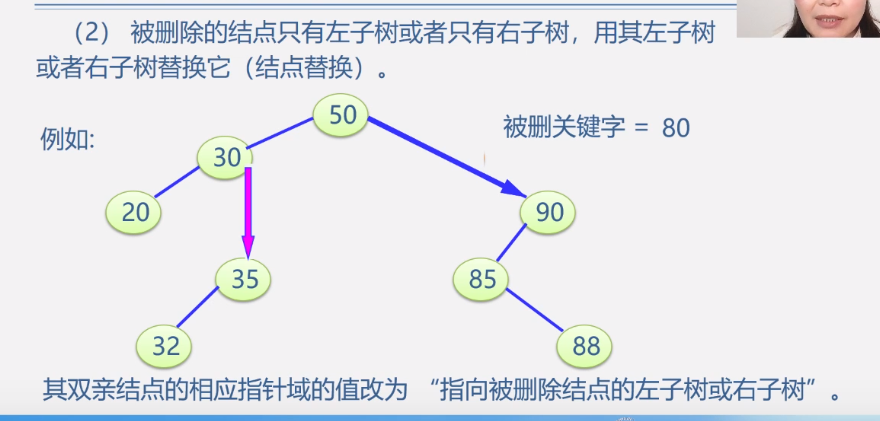 （2） 被删除的结点只有左子树或者只有右子树，用其左子树
或者右子树替换它（结点替换）。
例如:
被删关键字 = 80
50
30
20
90
35
85
32
88
其双亲结点的相应指针域的值改为 “指向被删除结点的左子树或右子树”。